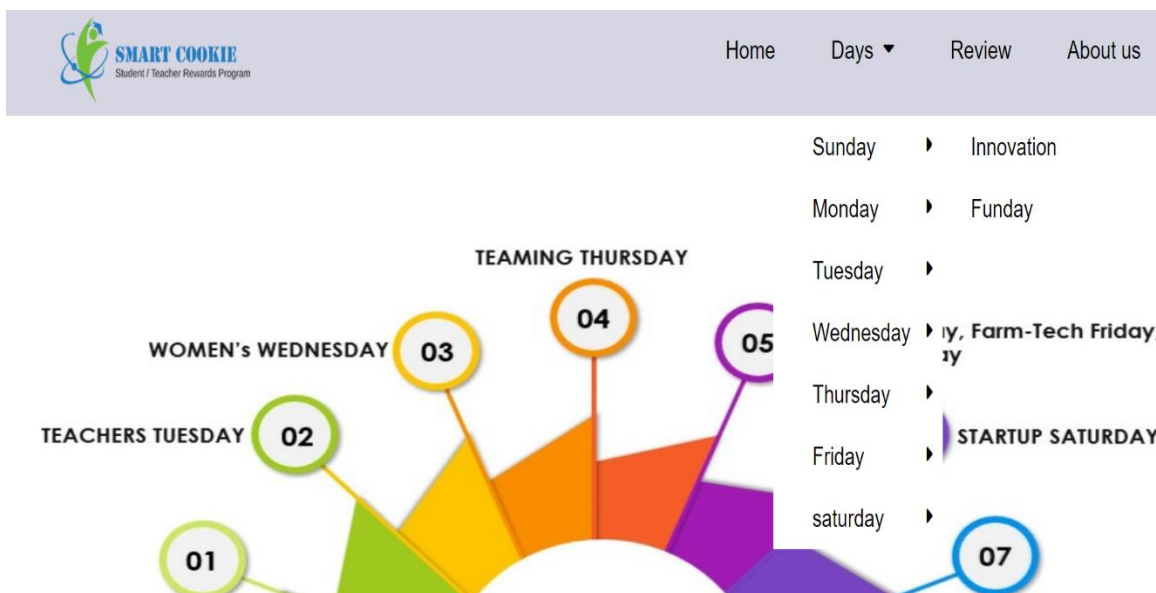 SMART COOKIE
Student / Teacher Rewards Program
Home Days Review About us
Sunday Innovation
Monday Funday
Tuesday
Wednesday
Thursday
Friday
saturday
TEAMING THURSDAY
04
WOMEN's WEDNESDAY 03
05
Farm-Tech Friday,
TEACHERS TUESDAY 02
STARTUP SATURDAY
01
07